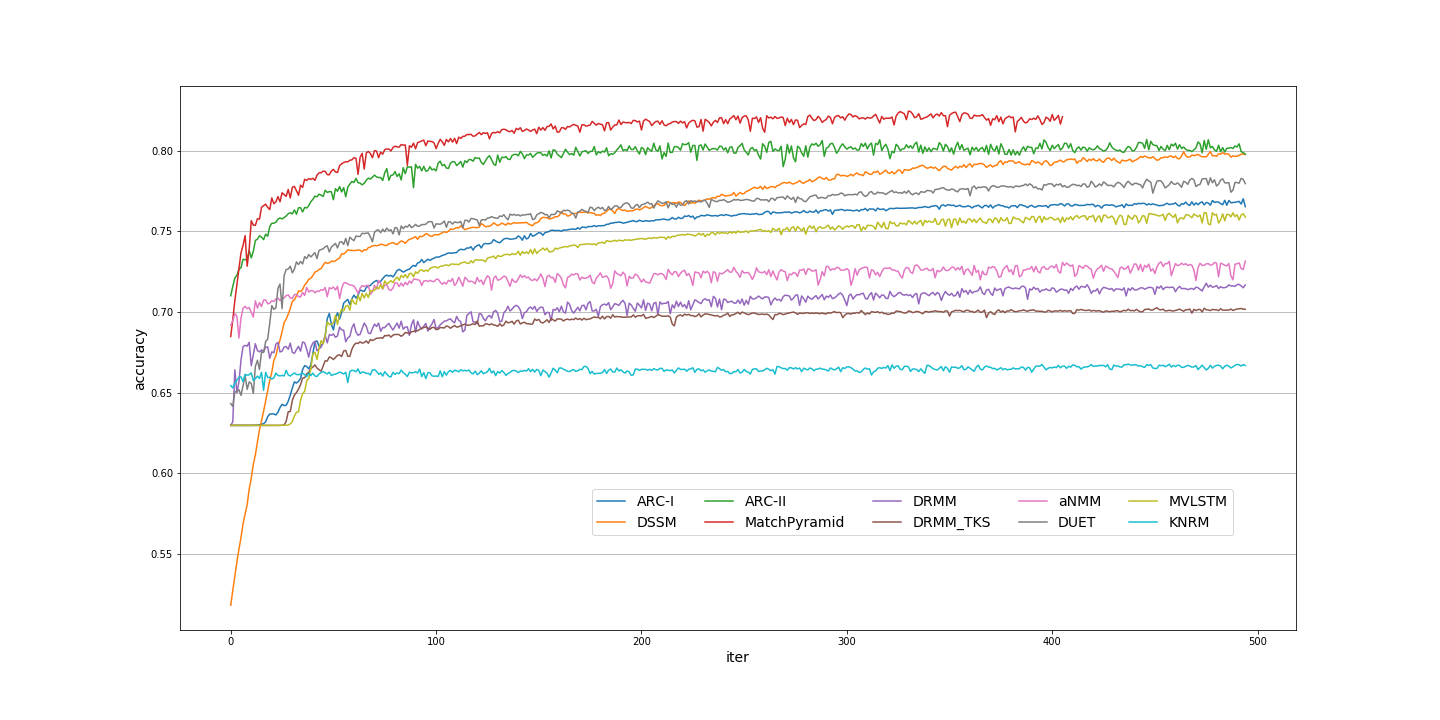 0.80
0.75
0.70
0.65
0.60
0.55
accuracy
ARC-I ARC-II DRMM aNMM MVLSTM
DSSM MatchPyramid DRMM_TKS DUET KNRM
0 100 200 300 400 500
iter